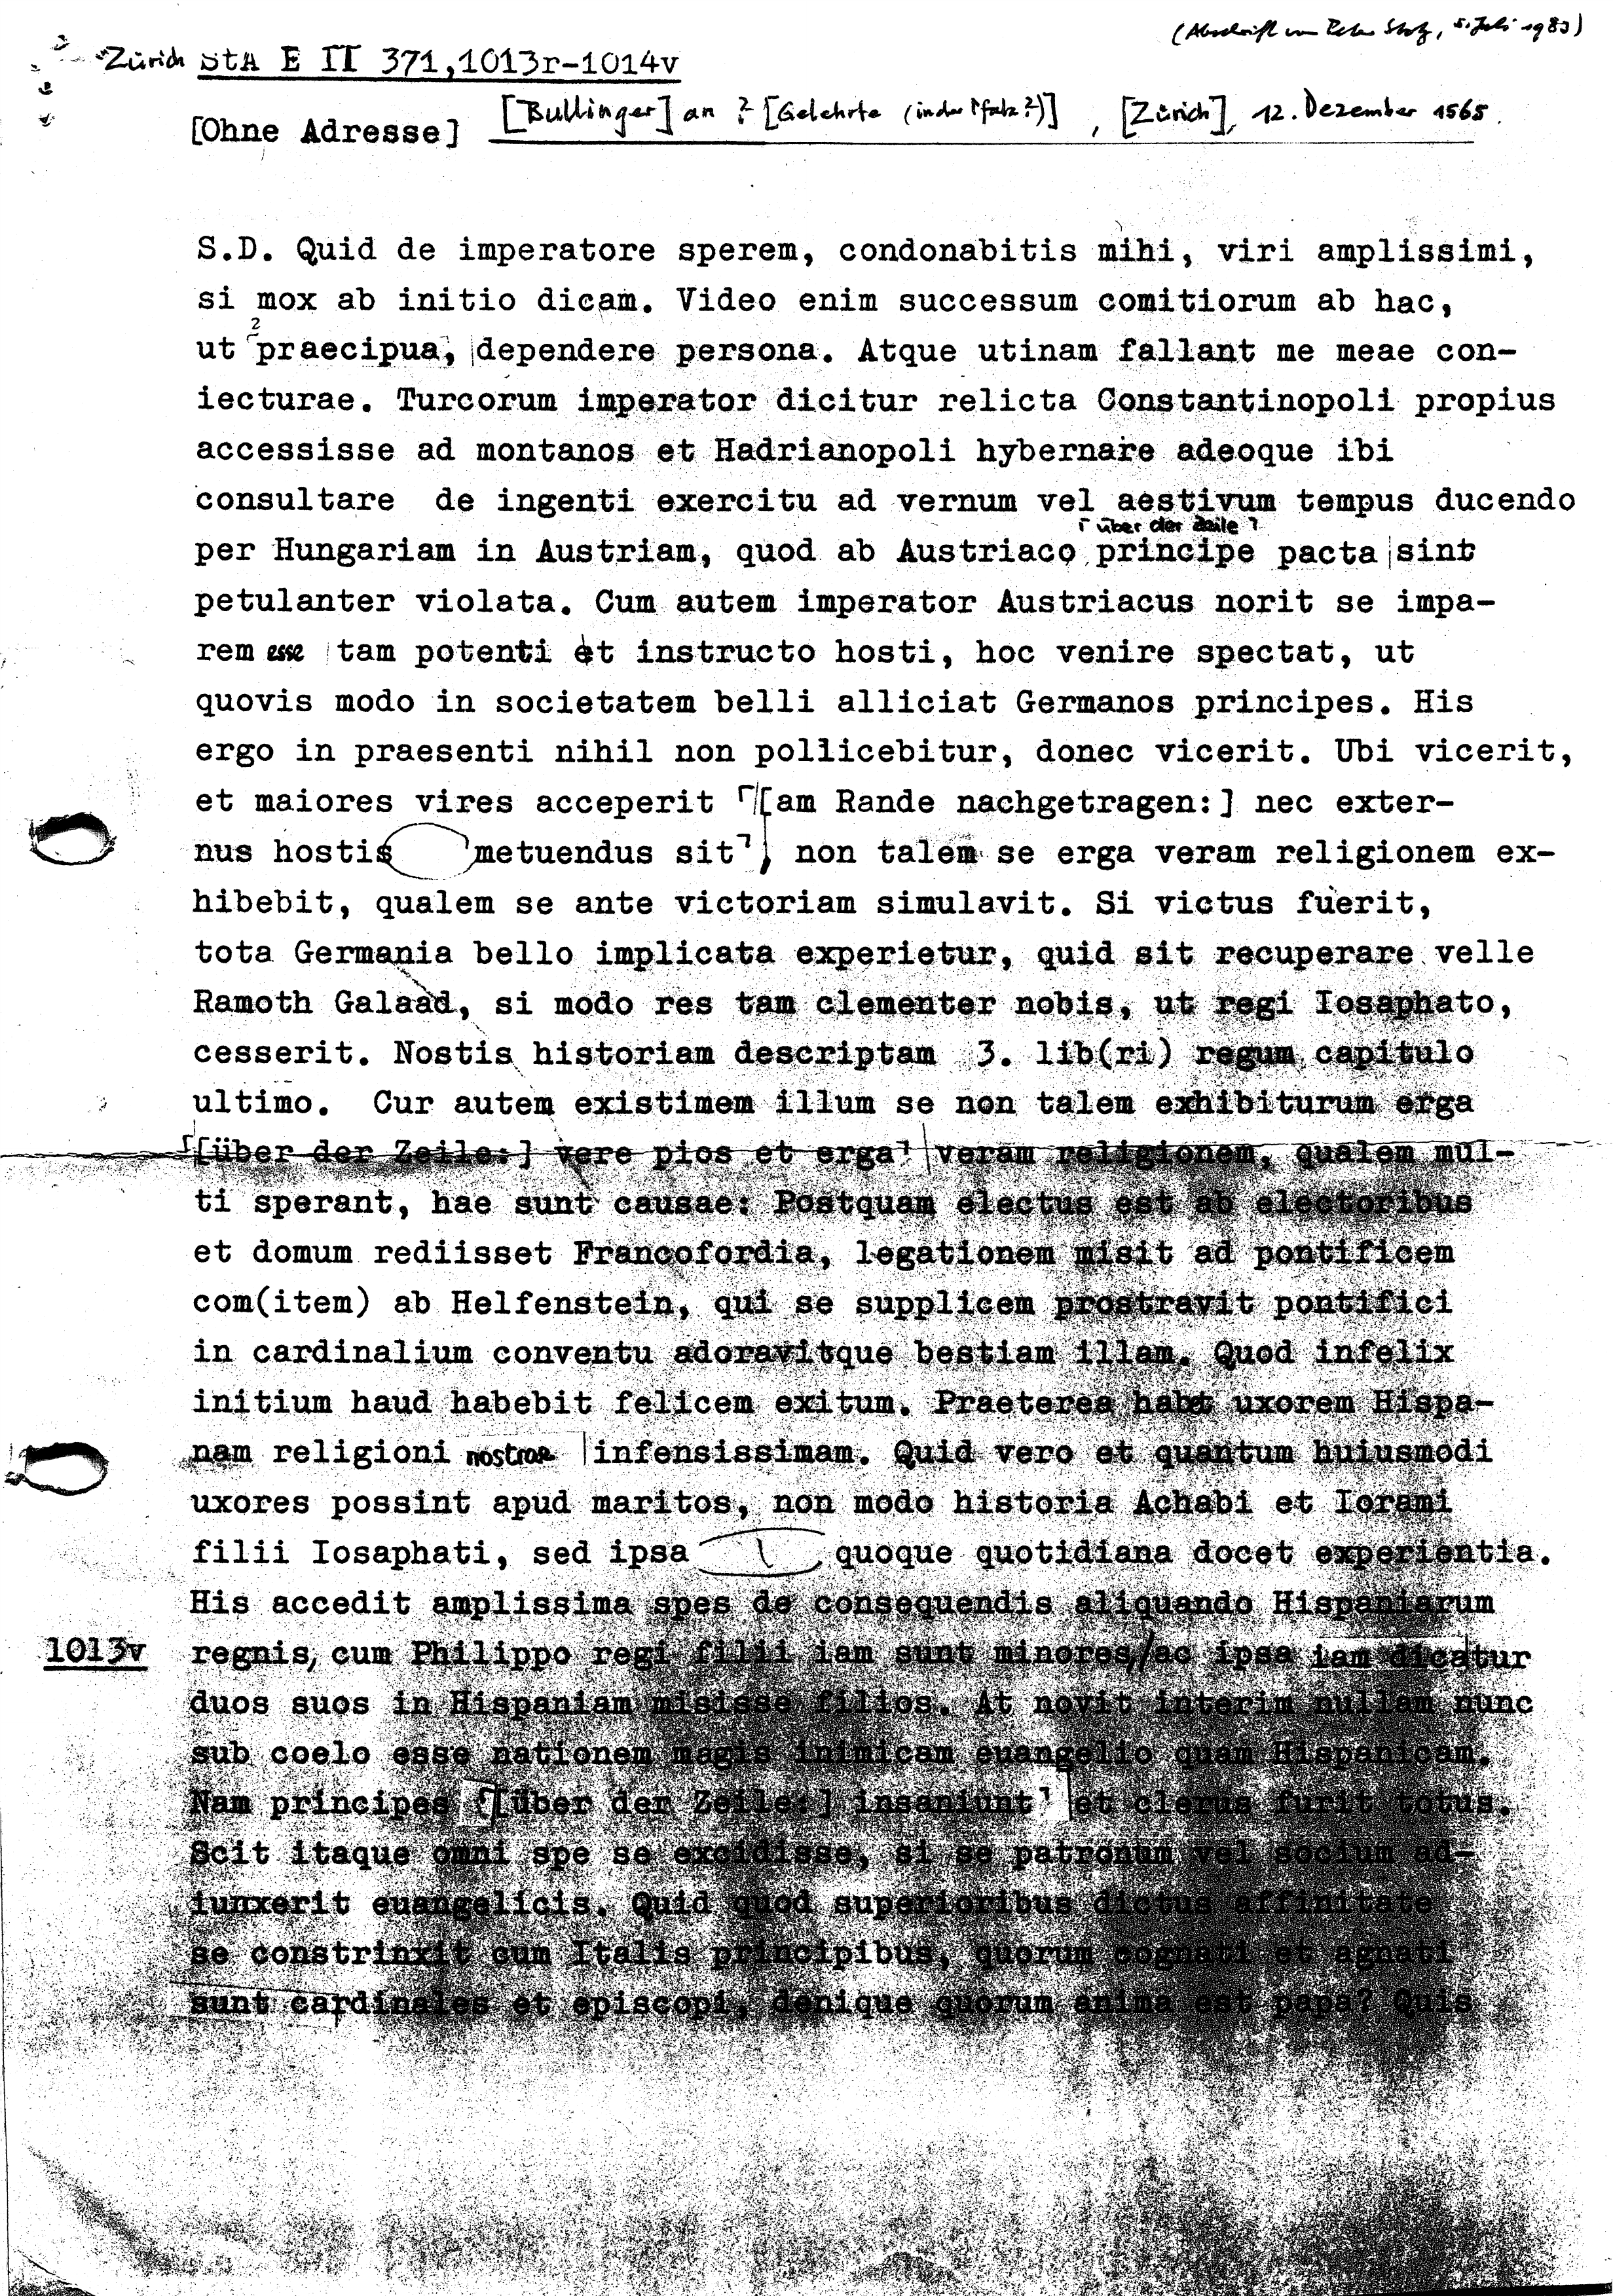 (Abschrift von Peter Stotz, 5. Juli 1983)
Zürich StA E II 371,1013r-1014v
[Ohne Adresse] [Bullinger] an ? [Gelehrte (in der Pfalz?)], [Zürich], 12. Dezember 1565.
S.D. Quid de imperatore sperem, condonabitis mihi, viri amplissimi,
si mox ab initio dicam. Video enim successum comitiorum ab hac,
ut praecipua, dependere persona. Atque utinam fallant me meae con-
iecturae. Turcorum imperator dicitur relicta Constantinopoli propius
accessisse ad montanos et Hadrianopoli hybernare adeoque ibi
consultare de ingenti exercitu ad vernum vel aestivum tempus ducendo
⌈über der Zeile⌉
per Hungariam in Austriam, quod ab Austriaco principe pacta sint
petulanter violata. Cum autem imperator Austriacus norit se impa-
rem esse tam potenti et instructo hosti, hoc venire spectat, ut
quovis modo in societatem belli alliciat Germanos principes. His
ergo in praesenti nihil non pollicebitur, donec vicerit. Ubi vicerit,
et maiores vires acceperit ⌈[am Rande nachgetragen:] nec exter-
nus hostis metuendus sit⌉, non talem se erga veram religionem ex-
hibebit, qualem se ante victoriam simulavit. Si victus fuerit,
tota Germania bello implicata experietur, quid sit recuperare velle
Ramoth Galaad, si modo res tam clementer nobis, ut regi Iosaphato,
cesserit. Nostis historiam descriptam 3. lib(ri) regum capitulo
ultimo. Cur autem existimem illum se non talem exhibiturum erga
⌈[über der Zeile:] vere pios et erga⌉ veram religionem, qualem mul-
ti sperant, hae sunt causae: Postquam electus est ab electoribus
et domum rediisset Francofordia, legationem misit ad pontificem
com(item) ab Helfenstein, qui se supplicem prostravit pontifici
in cardinalium conventu adoravitque bestiam illam. Quod infelix
initium haud habebit felicem exitum. Praeterea habet uxorem Hispa-
nam religioni nostrae infensissimam. Quid vero et quantum huiusmodi
uxores possint apud maritos, non modo historia Achabi et Iorami
filii Iosaphati, sed ipsa quoque quotidiana docet experientia.
His accedit amplissima spes de consequendis aliquando Hispaniarum
1013v regnis, cum Philippo regi filii iam sunt minores,/ac ipsa iam dicatur
duos suos in Hispaniam misisse filios. At novit interim nullam nunc
sub coelo esse nationem magis inimicam euangelio quam Hispanicam.
Nam principes ⌈[über der Zeile:] insaniunt⌉ et clerus furit totus.
Scit itaque omni spe se excidisse, si se patronum vel socium ad-
iunxerit euangelicis. Quid quod superioribus dictus affinitate
se constrinxit cum Italis principibus, quorum cognati et agnati
sunt cardinales et episcopi, denique quorum anima est papa? Quis